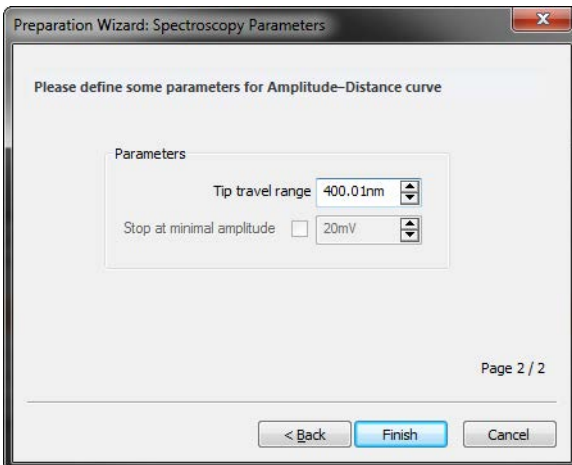 Preparation Wizard: Spectroscopy Parameters
x
Please define some parameters for Amplitude–Distance curve
Parameters
Tip travel range 400.01nm
Stop at minimal amplitude 20mV
Page 2 / 2
< Back Finish Cancel